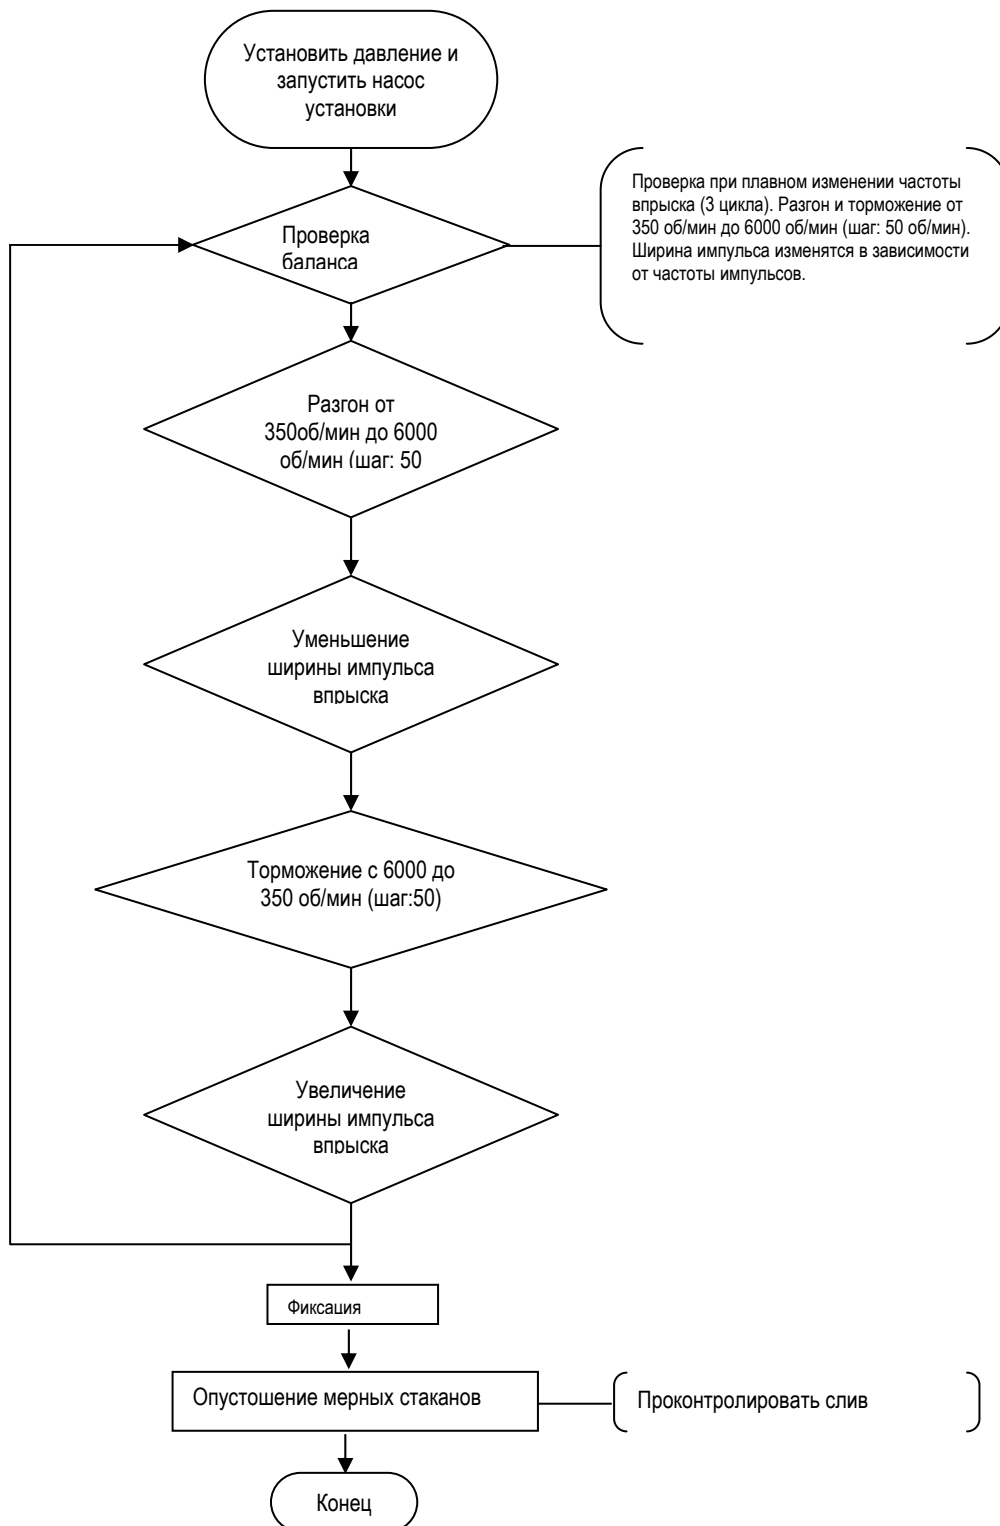 Установить давление и
запустить насос
установки
Проверка
баланса
Проверка при плавном изменении частоты
впрыска (3 цикла). Разгон и торможение от
350 об/мин до 6000 об/мин (шаг: 50 об/мин).
Ширина импульса изменятся в зависимости
от частоты импульсов.
Разгон от
350об/мин до 6000
об/мин (шаг: 50
Уменьшение
ширины импульса
впрыска
Торможение с 6000 до
350 об/мин (шаг:50)
Увеличение
ширины импульса
впрыска
Фиксация
Опустошение мерных стаканов
Проконтролировать слив
Конец